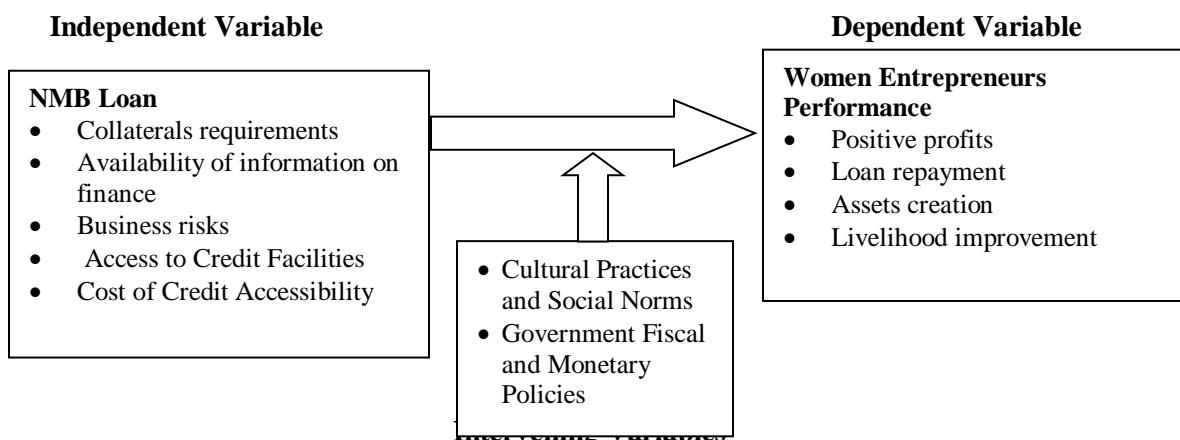 Independent Variable
Dependent Variable
NMB Loan
• Collaterals requirements
• Availability of information on
finance
• Business risks
• Access to Credit Facilities
• Cost of Credit Accessibility
Women Entrepreneurs
Performance
• Positive profits
• Loan repayment
• Assets creation
• Livelihood improvement
• Cultural Practices
and Social Norms
• Government Fiscal
and Monetary
Policies
Intervening Variables